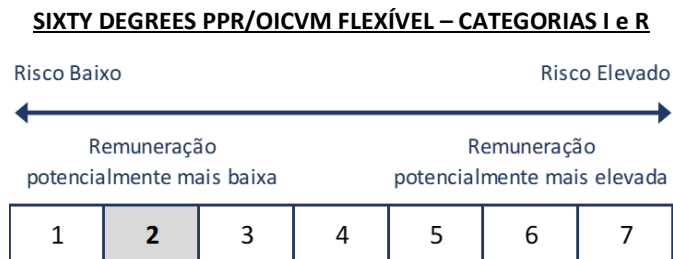 SIXTY DEGREES PPR/OICVM FLEXÍVEL – CATEGORIAS I e R
Risco Baixo Risco Elevado
Remuneração Remuneração
potencialmente mais baixa potencialmente mais elevada
1 2 3 4 5 6 7